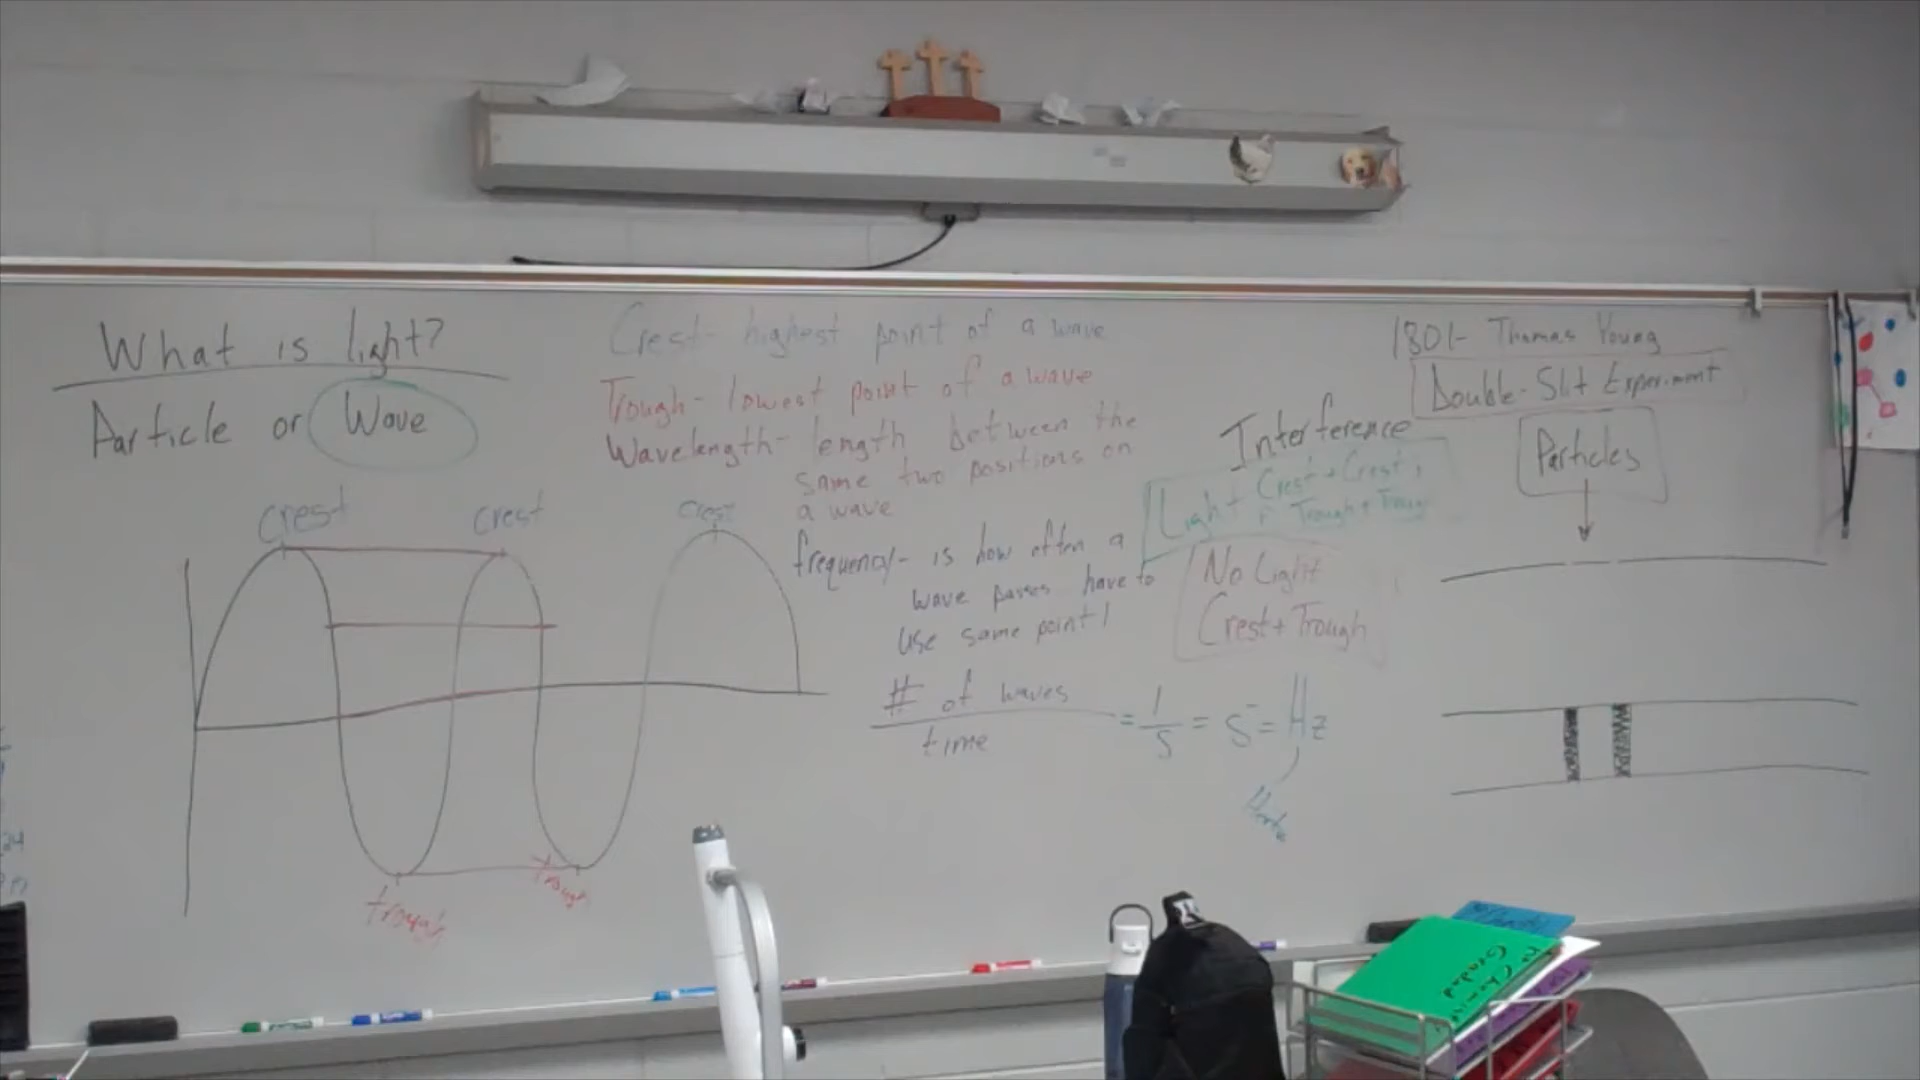 What is light?
Particle or Wave
crest
crest
crest
trough
trough
Crest- highest point of a wave
Trough- lowest point of a wave
Wavelength- length between the
same two positions on
a wave
frequency- is how often a
wave passes have to
use same point!
# of waves
time
= 1/s = s⁻ = Hz
Hertz
Interference
Light
Crest + Crest,
Trough + Trough
No Light
Crest + Trough
1801- Thomas Young
Double-Slit Experiment
Particles
Graded